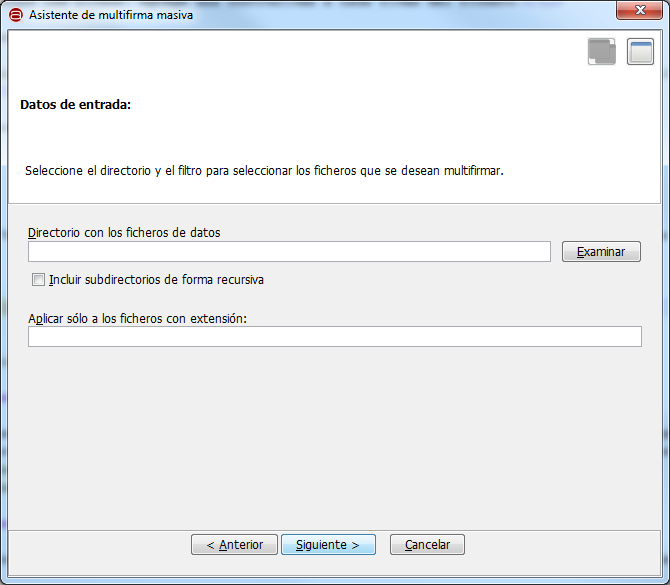 Asistente de multifirma masiva
Datos de entrada:
Seleccione el directorio y el filtro para seleccionar los ficheros que se desean multifirmar.
Directorio con los ficheros de datos
Examinar
Incluir subdirectorios de forma recursiva
Aplicar sólo a los ficheros con extensión:
< Anterior
Siguiente >
Cancelar